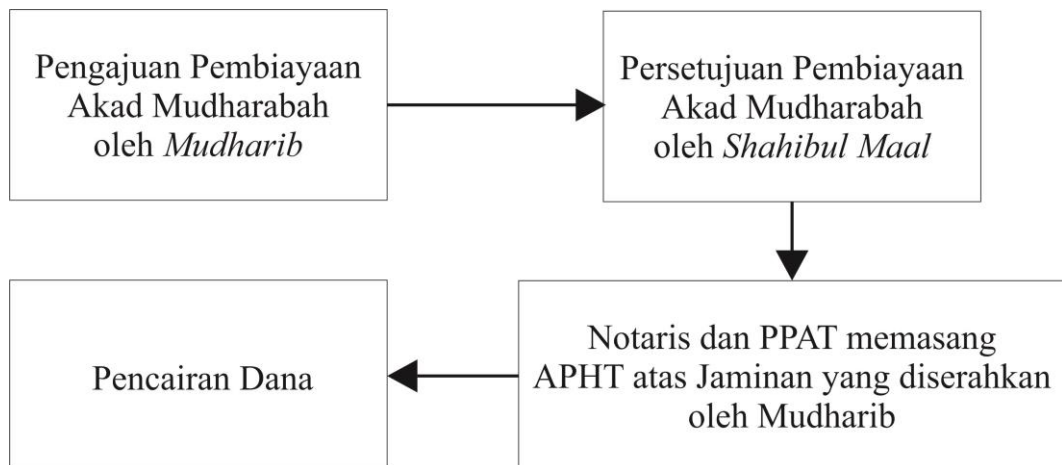 Pengajuan Pembiayaan
Akad Mudharabah
oleh Mudharib
Persetujuan Pembiayaan
Akad Mudharabah
oleh Shahibul Maal
Notaris dan PPAT memasang
APHT atas Jaminan yang diserahkan
oleh Mudharib
Pencairan Dana